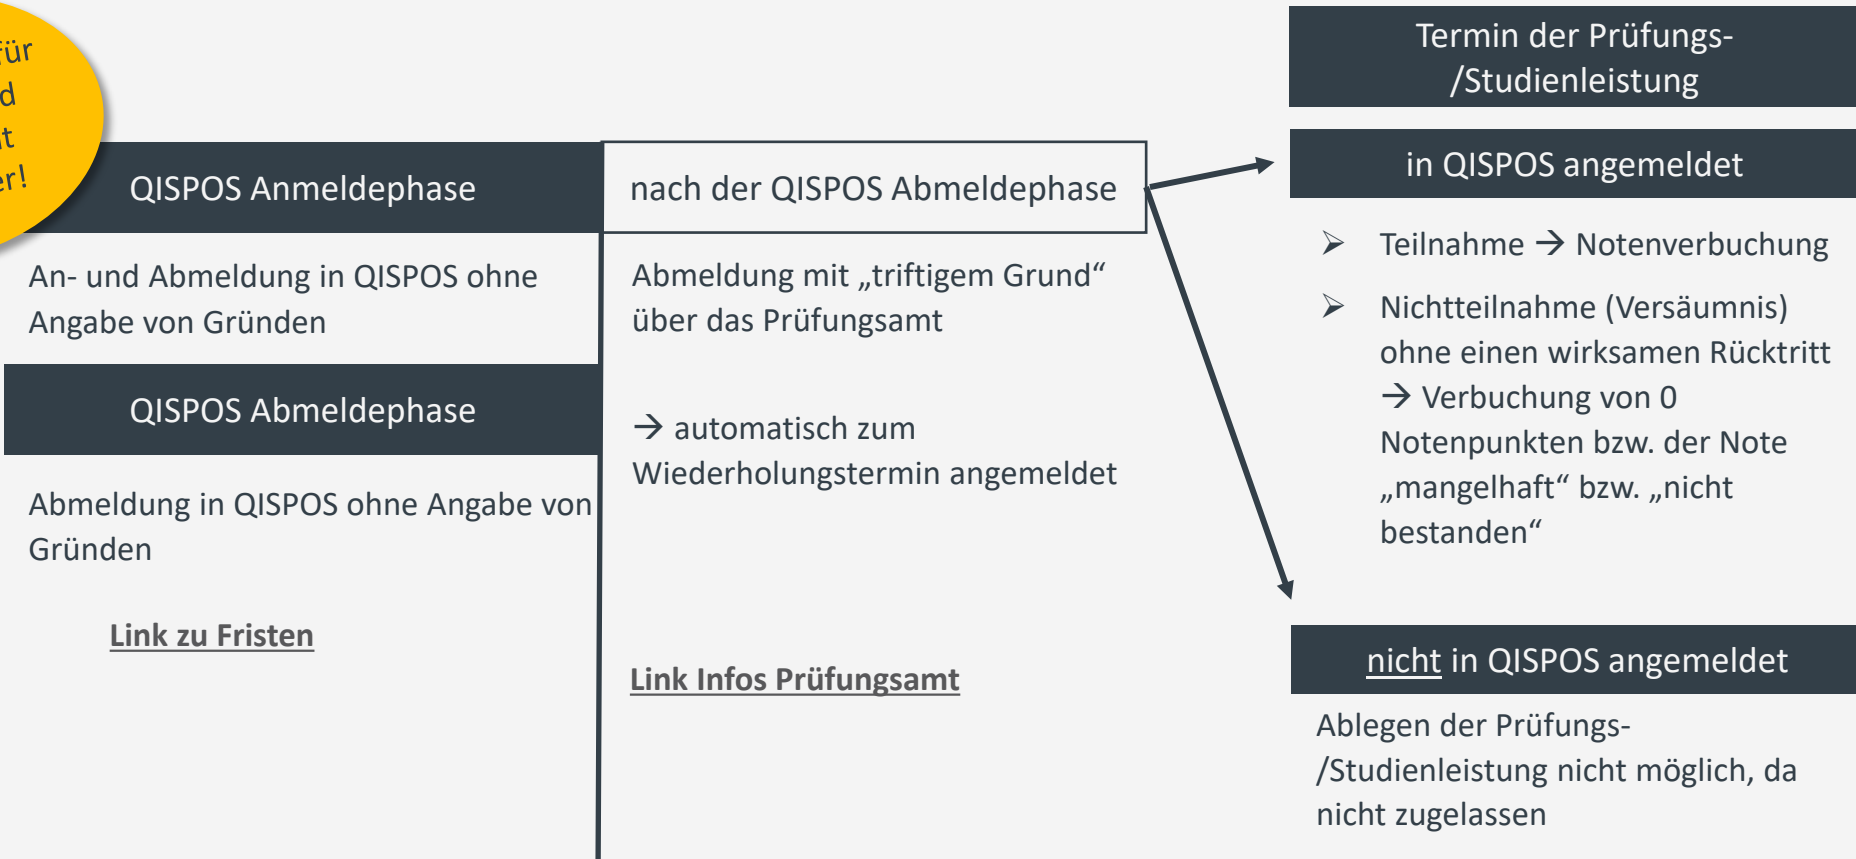 für
QISPOS Anmeldephase
An- und Abmeldung in QISPOS ohne
Angabe von Gründen
QISPOS Abmeldephase
Abmeldung in QISPOS ohne Angabe von
Gründen
Link zu Fristen
nach der QISPOS Abmeldephase
Abmeldung mit „triftigem Grund“
über das Prüfungsamt
→ automatisch zum
Wiederholungstermin angemeldet
Link Infos Prüfungsamt
Termin der Prüfungs-
/Studienleistung
in QISPOS angemeldet
➢ Teilnahme → Notenverbuchung
➢ Nichtteilnahme (Versäumnis)
ohne einen wirksamen Rücktritt
→ Verbuchung von 0
Notenpunkten bzw. der Note
„mangelhaft“ bzw. „nicht
bestanden“
nicht in QISPOS angemeldet
Ablegen der Prüfungs-
/Studienleistung nicht möglich, da
nicht zugelassen